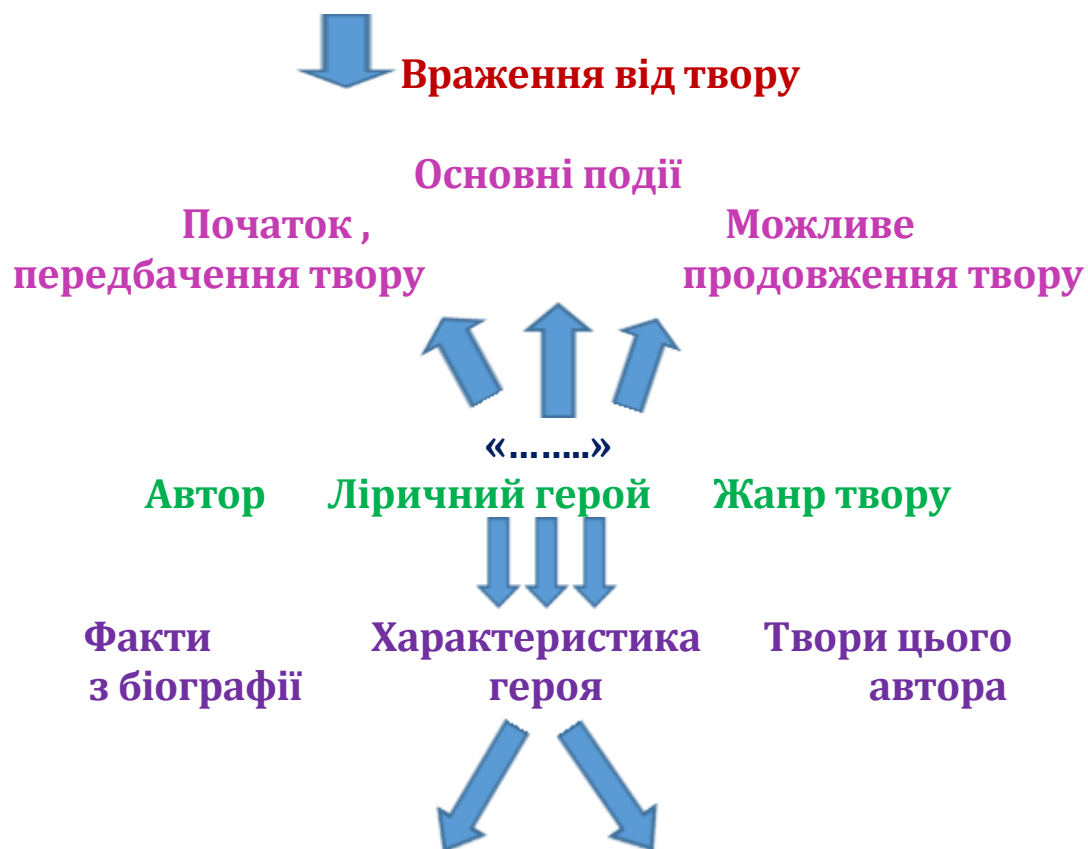 Враження від твору
Основні події
Початок , Можливе
передбачення твору продовження твору
«........»
Автор Ліричний герой Жанр твору
Факти Характеристика Твори цього
з біографії героя автора